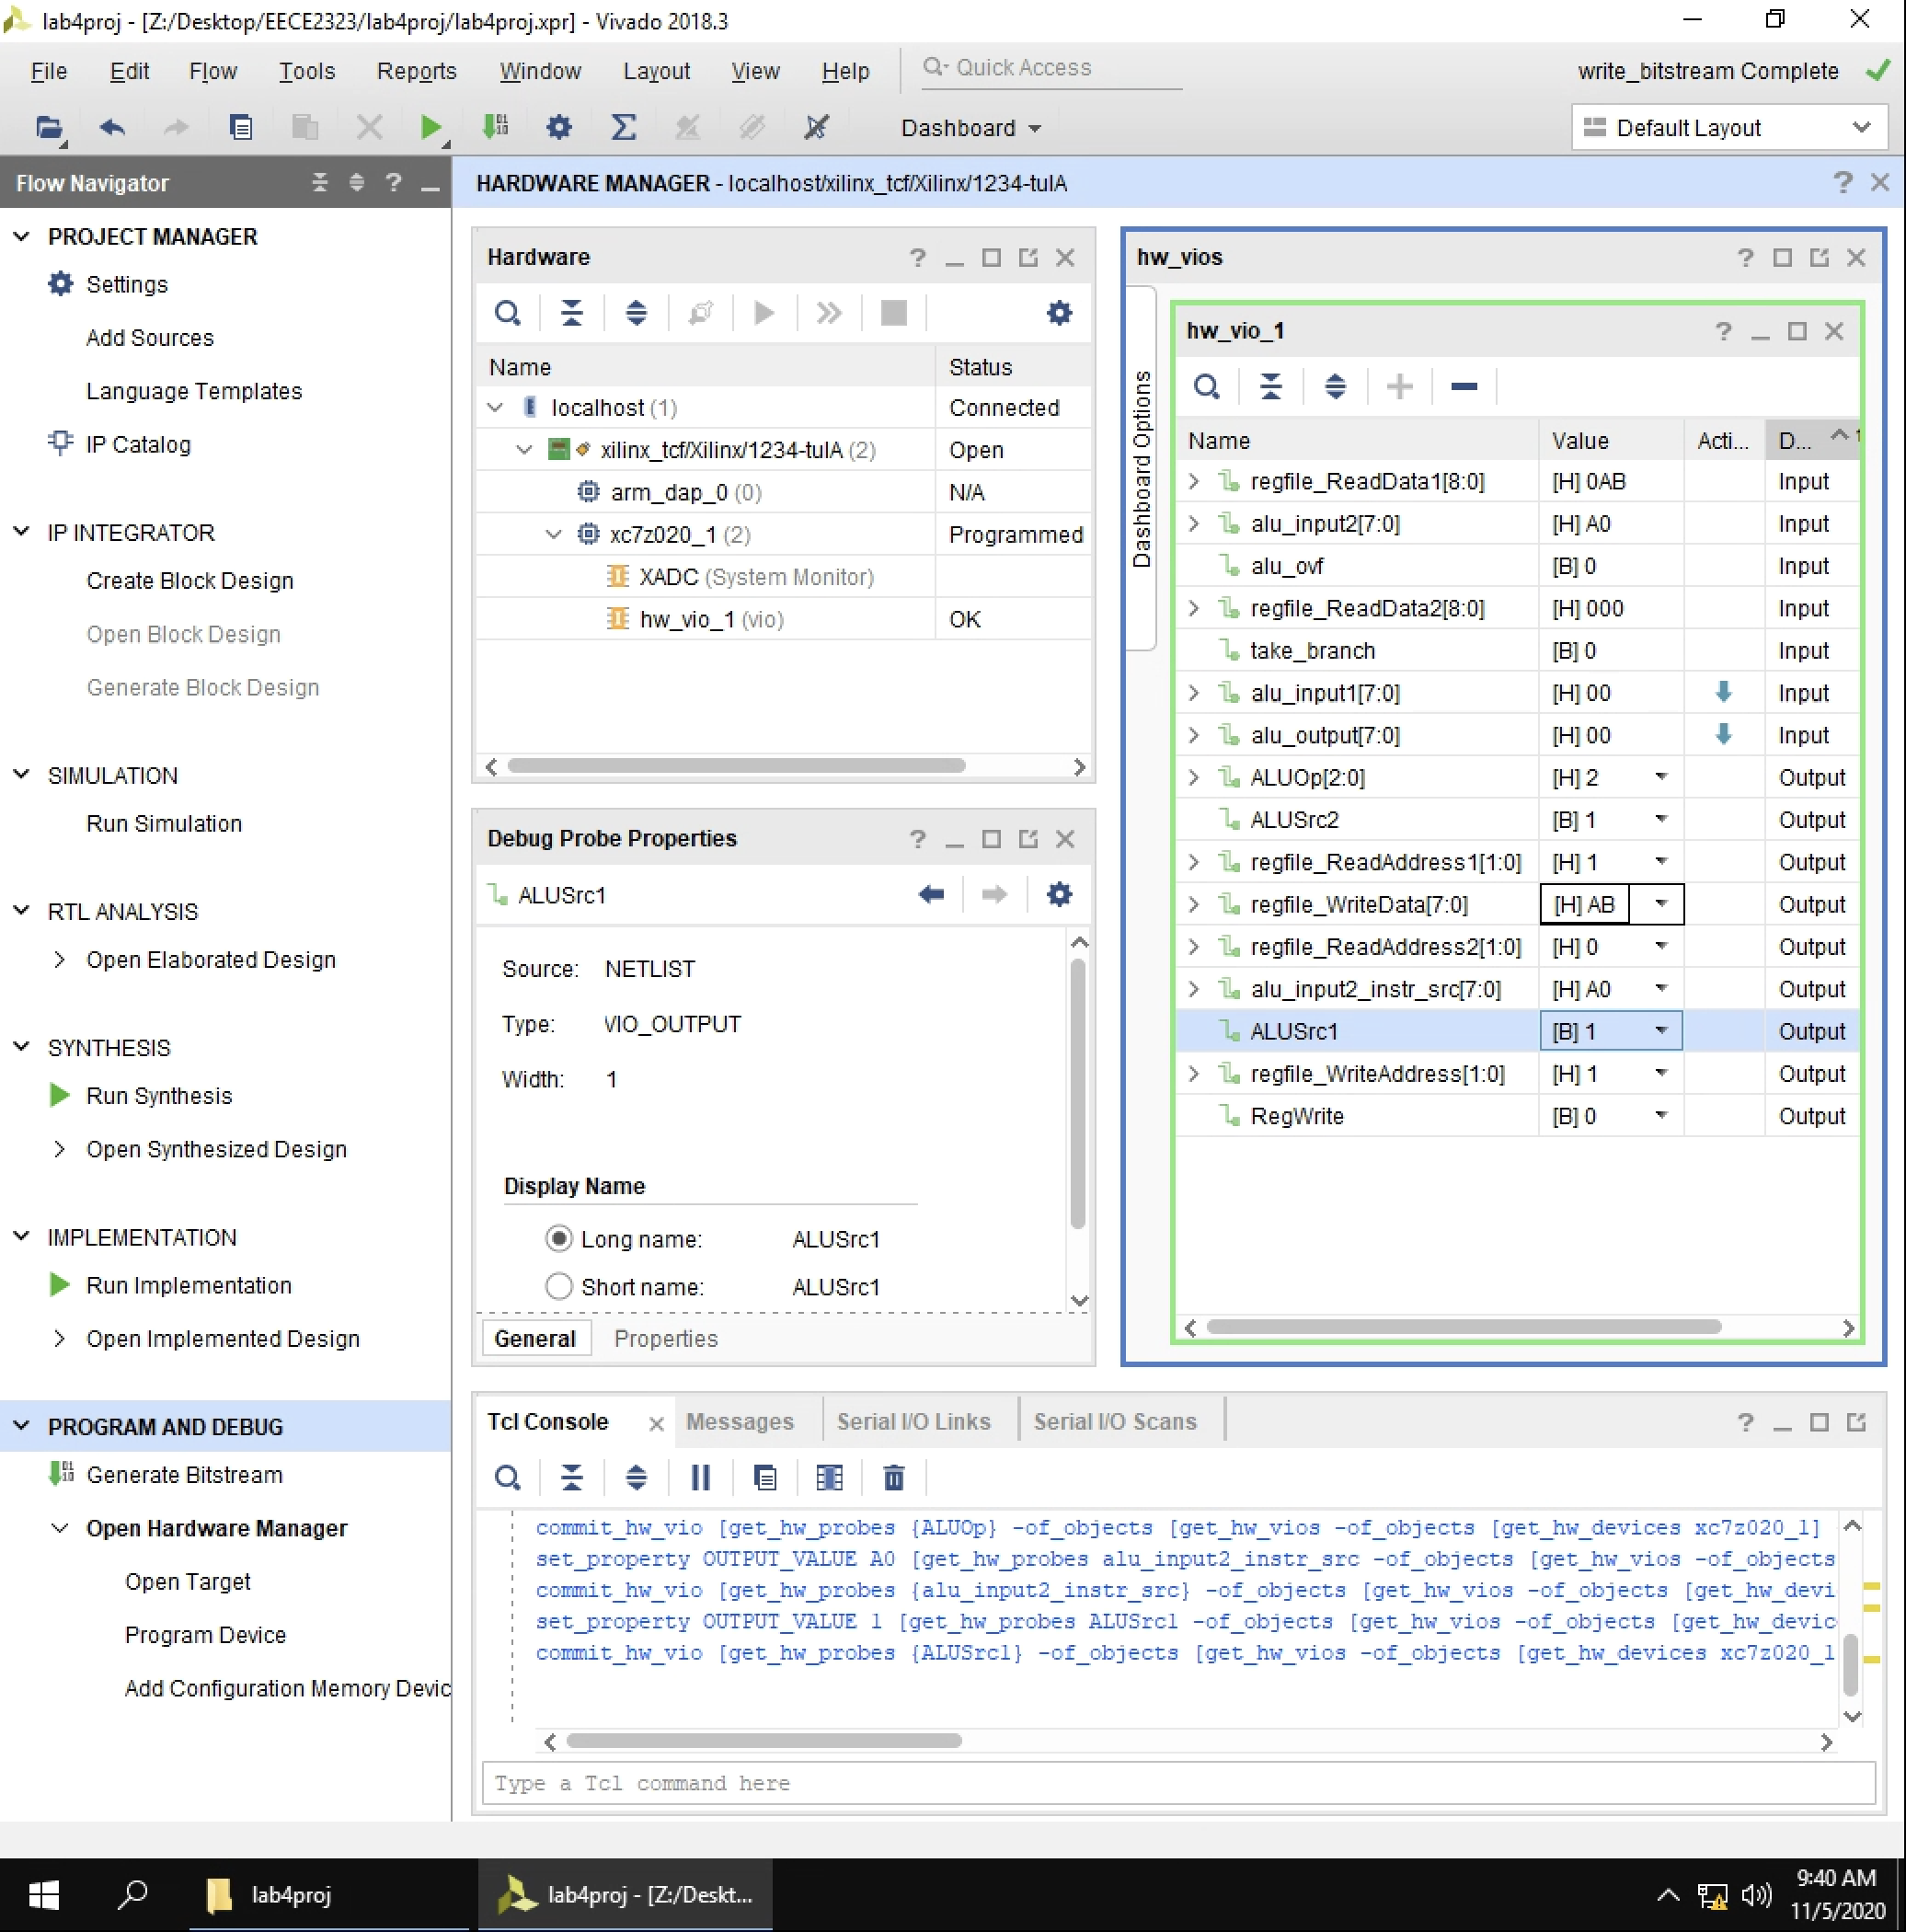 lab4proj - [Z:/Desktop/EECE2323/lab4proj/lab4proj.xpr] - Vivado 2018.3
File Edit Flow Tools Reports Window Layout View Help Quick Access write_bitstream Complete
Dashboard Default Layout
Flow Navigator
PROJECT MANAGER
Settings
Add Sources
Language Templates
IP Catalog
IP INTEGRATOR
Create Block Design
Open Block Design
Generate Block Design
SIMULATION
Run Simulation
RTL ANALYSIS
Open Elaborated Design
SYNTHESIS
Run Synthesis
Open Synthesized Design
IMPLEMENTATION
Run Implementation
Open Implemented Design
PROGRAM AND DEBUG
Generate Bitstream
Open Hardware Manager
Open Target
Program Device
Add Configuration Memory Devic
HARDWARE MANAGER - localhost/xilinx_tcf/Xilinx/1234-tulA
Hardware
Name Status
localhost (1) Connected
xilinx_tcf/Xilinx/1234-tulA (2) Open
arm_dap_0 (0) N/A
xc7z020_1 (2) Programmed
XADC (System Monitor)
hw_vio_1 (vio) OK
Debug Probe Properties
ALUSrc1
Source: NETLIST
Type: VIO_OUTPUT
Width: 1
Display Name
Long name: ALUSrc1
Short name: ALUSrc1
General Properties
hw_vios
Dashboard Options
hw_vio_1
Name Value Acti... D... 1
regfile_ReadData1[8:0] [H] 0AB Input
alu_input2[7:0] [H] A0 Input
alu_ovf [B] 0 Input
regfile_ReadData2[8:0] [H] 000 Input
take_branch [B] 0 Input
alu_input1[7:0] [H] 00 Input
alu_output[7:0] [H] 00 Input
ALUOp[2:0] [H] 2 Output
ALUSrc2 [B] 1 Output
regfile_ReadAddress1[1:0] [H] 1 Output
regfile_WriteData[7:0] [H] AB Output
regfile_ReadAddress2[1:0] [H] 0 Output
alu_input2_instr_src[7:0] [H] A0 Output
ALUSrc1 [B] 1 Output
regfile_WriteAddress[1:0] [H] 1 Output
RegWrite [B] 0 Output
Tcl Console Messages Serial I/O Links Serial I/O Scans
commit_hw_vio [get_hw_probes {ALUOp} -of_objects [get_hw_vios -of_objects [get_hw_devices xc7z020_1]
set_property OUTPUT_VALUE A0 [get_hw_probes alu_input2_instr_src -of_objects [get_hw_vios -of_objects
commit_hw_vio [get_hw_probes {alu_input2_instr_src} -of_objects [get_hw_vios -of_objects [get_hw_devi
set_property OUTPUT_VALUE 1 [get_hw_probes ALUSrc1 -of_objects [get_hw_vios -of_objects [get_hw_devic
commit_hw_vio [get_hw_probes {ALUSrc1} -of_objects [get_hw_vios -of_objects [get_hw_devices xc7z020_1
Type a Tcl command here
lab4proj
lab4proj - [Z:/Deskt...
9:40 AM
11/5/2020